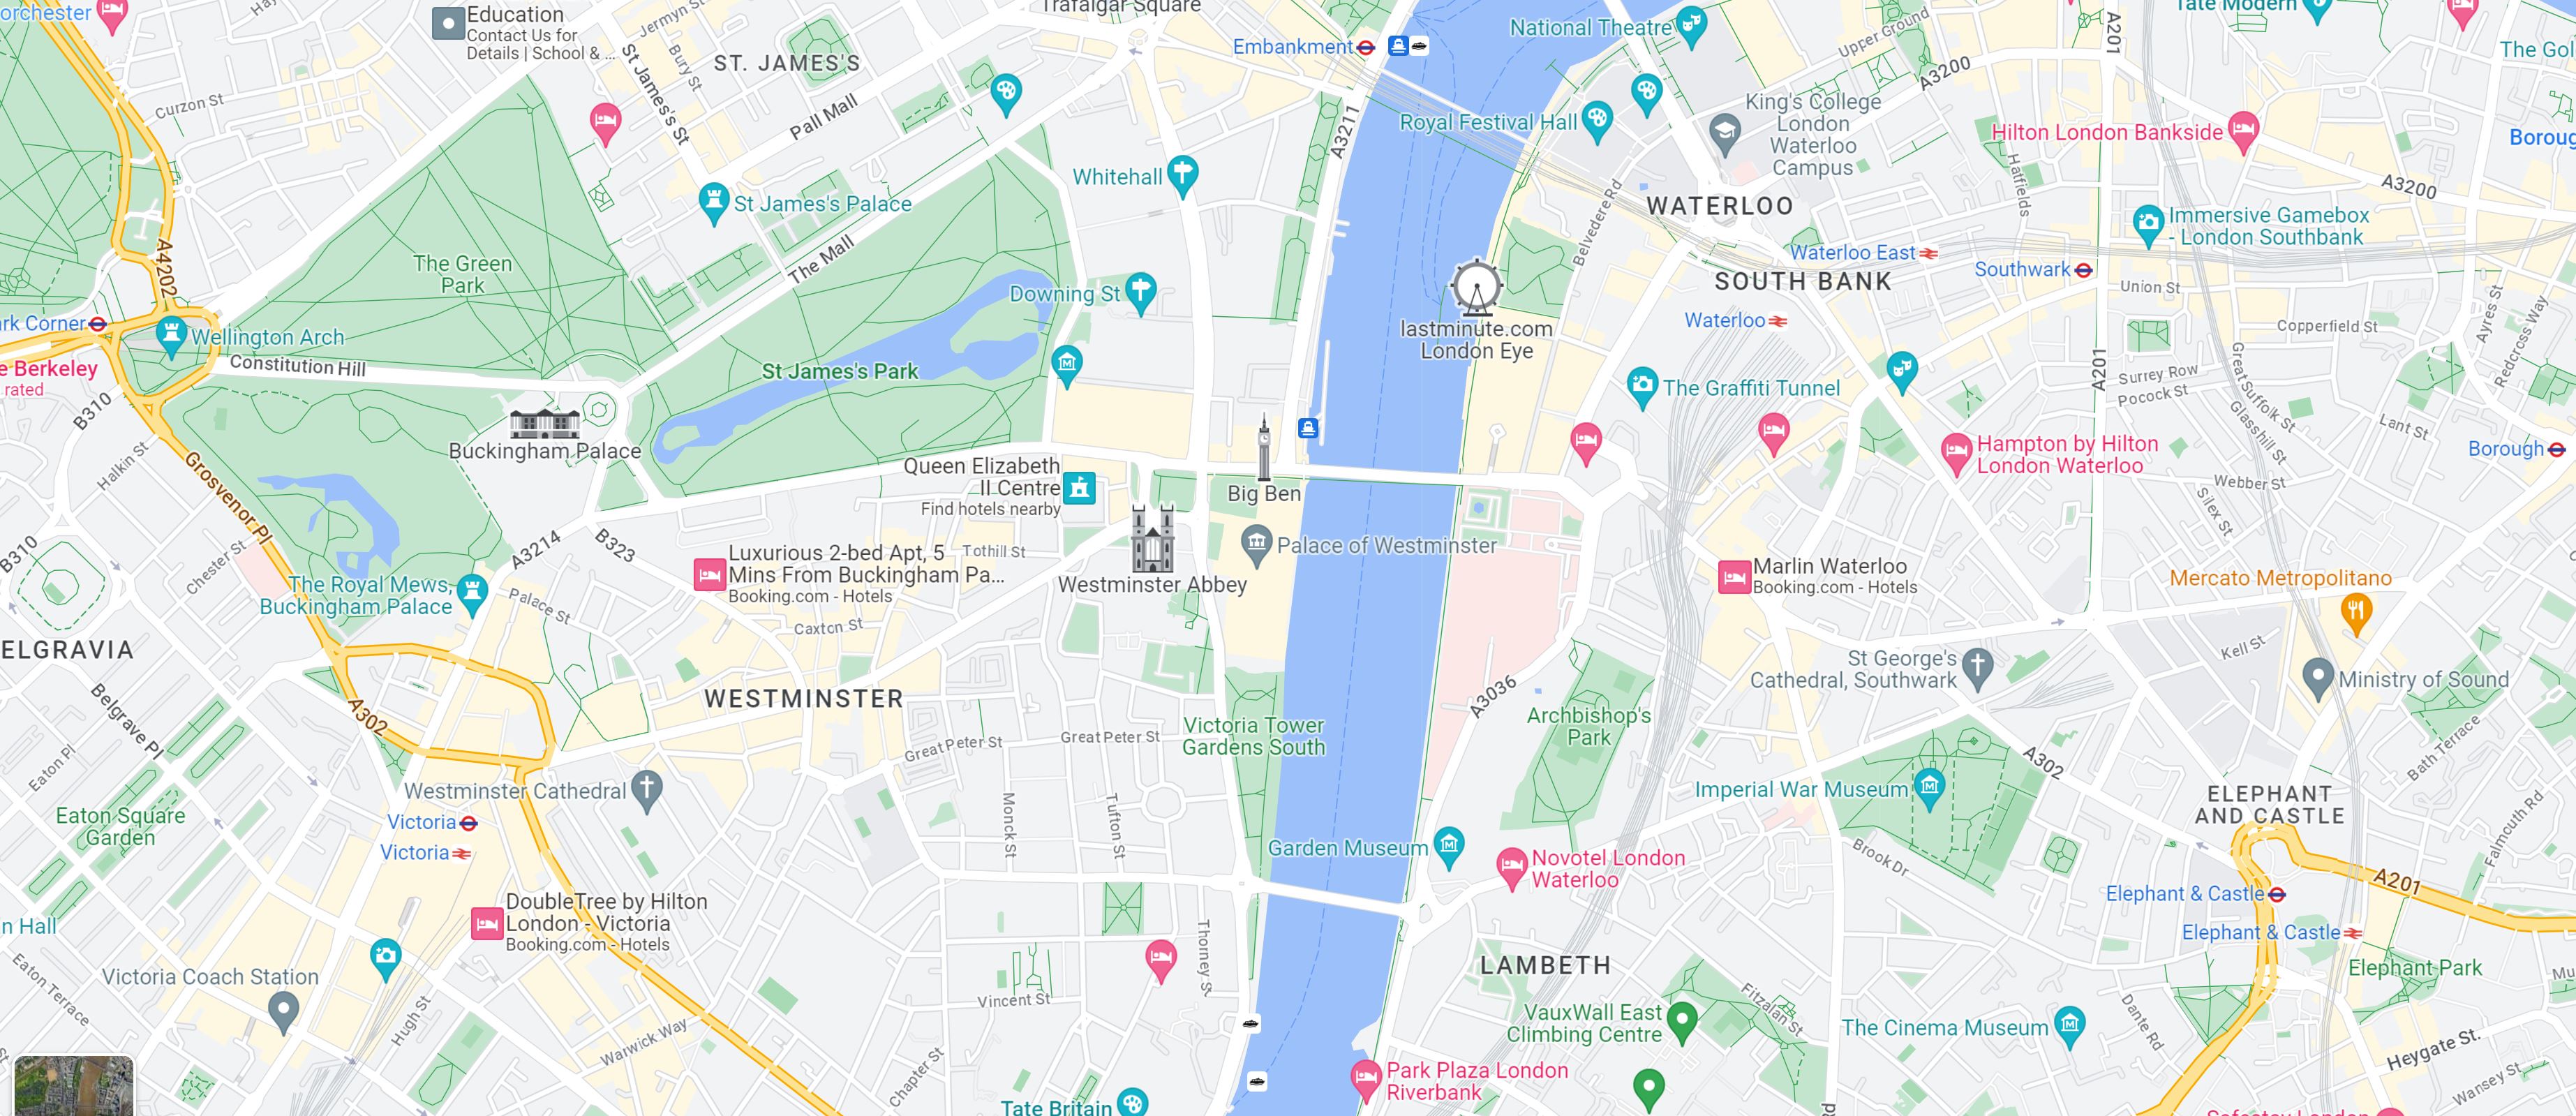 orchester
Education
Contact Us for
Details | School & ...
Jermyn St
Trafalgar Square
Embankment
National Theatre
Upper Ground
A201
Tate Modern
The Gol
Bury St
St James's St
ST. JAMES'S
Curzon St
Pall Mall
A3211
Royal Festival Hall
King's College
London
Waterloo
Campus
A3200
Hilton London Bankside
Boroug
Whitehall
Belvedere Rd
WATERLOO
Hatfields
A3200
St James's Palace
Immersive Gamebox
- London Southbank
A4202
The Green
Park
The Mall
Waterloo East
Southwark
SOUTH BANK
Union St
Downing St
Ayres St
Redcross Way
rk Corner
Wellington Arch
Waterloo
Copperfield St
lastminute.com
London Eye
Constitution Hill
e Berkeley
rated
St James's Park
A201
Great Suffolk St
Surrey Row
Pocock St
The Graffiti Tunnel
B310
Glasshill St
Lant St
Buckingham Palace
Halkin St
Grosvenor Pl
Queen Elizabeth
II Centre
Find hotels nearby
Big Ben
Hampton by Hilton
London Waterloo
Borough
Webber St
Silex St
B310
Chester St
A3214
B323
Luxurious 2-bed Apt, 5
Mins From Buckingham Pa...
Booking.com - Hotels
Tothill St
Westminster Abbey
Palace of Westminster
Marlin Waterloo
Booking.com - Hotels
Mercato Metropolitano
The Royal Mews,
Buckingham Palace
Palace St
Caxton St
ELGRAVIA
Kell St
St George's
Cathedral, Southwark
Ministry of Sound
Belgrave Pl
A302
WESTMINSTER
A3036
Victoria Tower
Gardens South
Archbishop's
Park
Great Peter St
Great Peter St
Eaton Pl
A302
Bath Terrace
Westminster Cathedral
Imperial War Museum
ELEPHANT
AND CASTLE
Eaton Square
Garden
Victoria
Victoria
Monck St
Tufton St
Garden Museum
Novotel London
Waterloo
Brook Dr
Falmouth Rd
A201
Elephant & Castle
DoubleTree by Hilton
London - Victoria
Booking.com - Hotels
n Hall
Thorney St
Elephant & Castle
Eaton Terrace
Victoria Coach Station
LAMBETH
Elephant Park
Mu
Vincent St
Hugh St
Fitzalan St
Dante Rd
VauxWall East
Climbing Centre
The Cinema Museum
Warwick Way
Chapter St
Heygate St.
Park Plaza London
Riverbank
Wansey St
Tate Britain
Rd